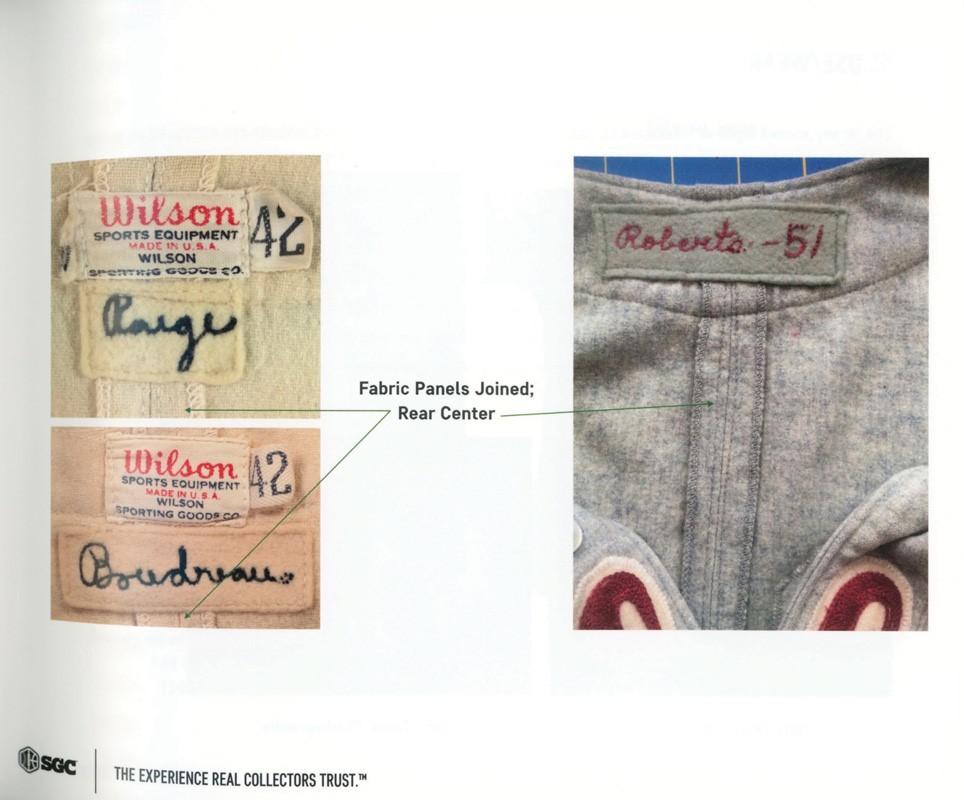 Wilson
SPORTS EQUIPMENT
MADE IN U.S.A.
WILSON
SPORTING GOODS CO.
42
Paige
Wilson
SPORTS EQUIPMENT
MADE IN U.S.A.
WILSON
SPORTING GOODS CO.
42
Boudreau
Fabric Panels Joined;
Rear Center
Roberts - 51
SGC
THE EXPERIENCE REAL COLLECTORS TRUST.™